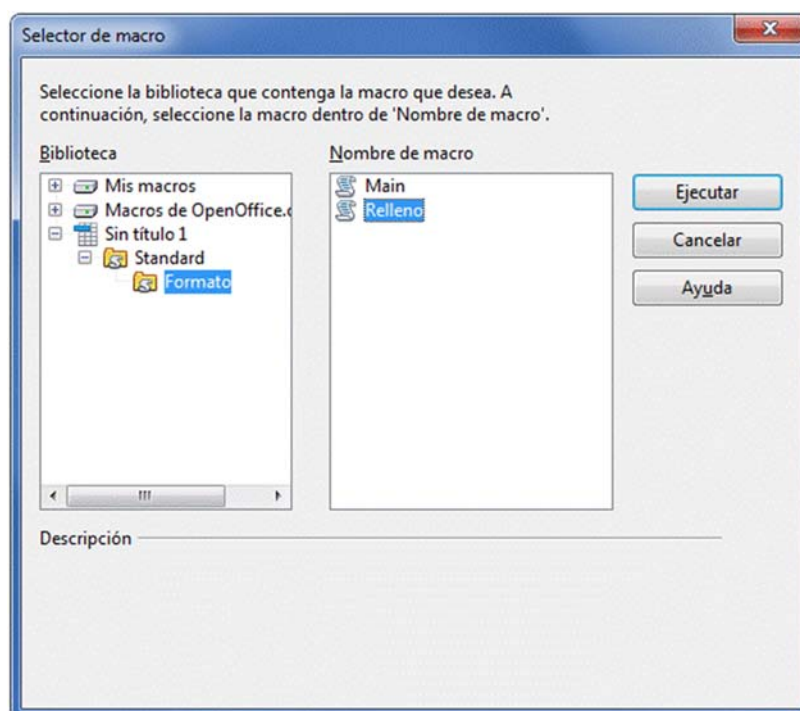 Selector de macro
Seleccione la biblioteca que contenga la macro que desea. A
continuación, seleccione la macro dentro de 'Nombre de macro'.
Biblioteca
Mis macros
Macros de OpenOffice.
Sin título 1
Standard
Formato
Nombre de macro
Main
Relleno
Ejecutar
Cancelar
Ayuda
Descripción